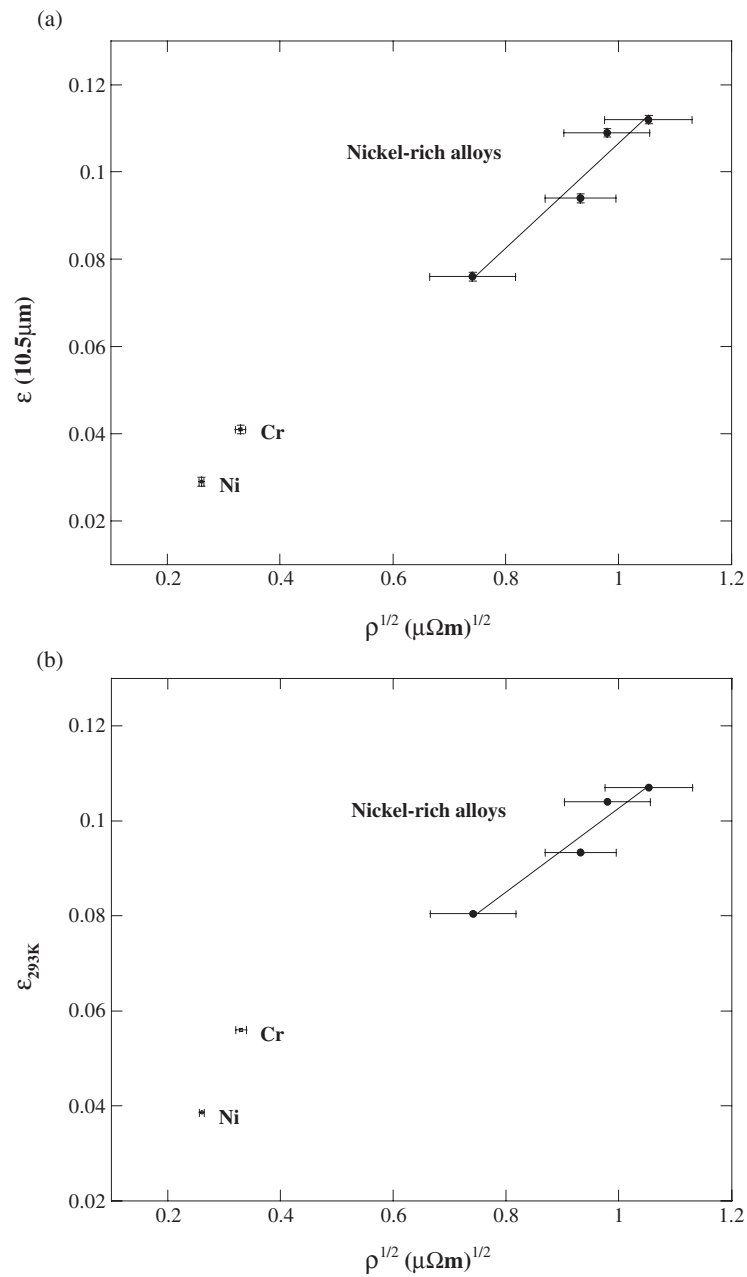 (a)
0.12
0.1
0.08
0.06
0.04
0.02
ε (10.5μm)
Nickel-rich alloys
Cr
Ni
0.2 0.4 0.6 0.8 1 1.2
ρ1/2 (μΩm)1/2
(b)
0.12
0.1
0.08
0.06
0.04
0.02
ε293K
Nickel-rich alloys
Cr
Ni
0.2 0.4 0.6 0.8 1 1.2
ρ1/2 (μΩm)1/2